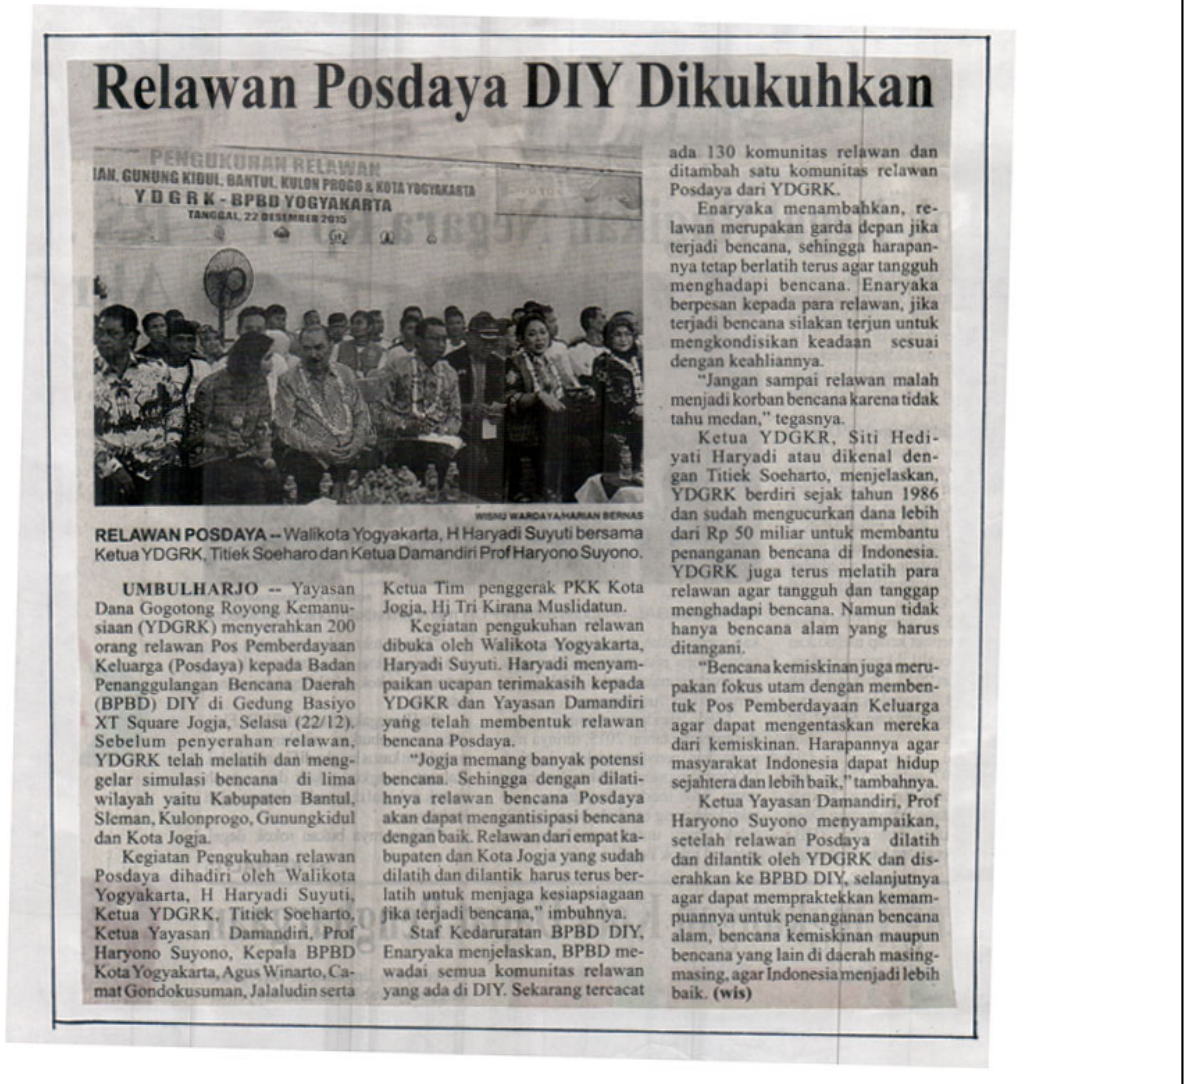 Relawan Posdaya DIY Dikukuhkan
PENGUKUHAN RELAWAN
AN, GUNUNG KIDUL, BANTUL, KULON PROGO & KOTA YOGYAKARTA
YDGRK - BPBD YOGYAKARTA
TANGGAL, 22 DESEMBER 2015
WISNU WARDAYA/HARIAN BERNAS
RELAWAN POSDAYA -- Walikota Yogyakarta, H Haryadi Suyuti bersama
Ketua YDGRK, Titiek Soeharo dan Ketua Damandiri Prof Haryono Suyono.
UMBULHARJO -- Yayasan
Dana Gogotong Royong Kemanu-
siaan (YDGRK) menyerahkan 200
orang relawan Pos Pemberdayaan
Keluarga (Posdaya) kepada Badan
Penanggulangan Bencana Daerah
(BPBD) DIY di Gedung Basiyo
XT Square Jogja, Selasa (22/12).
Sebelum penyerahan relawan,
YDGRK telah melatih dan meng-
gelar simulasi bencana di lima
wilayah yaitu Kabupaten Bantul,
Sleman, Kulonprogo, Gunungkidul
dan Kota Jogja.
Kegiatan Pengukuhan relawan
Posdaya dihadiri oleh Walikota
Yogyakarta, H Haryadi Suyuti,
Ketua YDGRK, Titiek Soeharto,
Ketua Yayasan Damandiri, Prof
Haryono Suyono, Kepala BPBD
Kota Yogyakarta, Agus Winarto, Ca-
mat Gondokusuman, Jalaludin serta
Ketua Tim penggerak PKK Kota
Jogja, Hj Tri Kirana Muslidatun.
Kegiatan pengukuhan relawan
dibuka oleh Walikota Yogyakarta,
Haryadi Suyuti. Haryadi menyam-
paikan ucapan terimakasih kepada
YDGKR dan Yayasan Damandiri
yang telah membentuk relawan
bencana Posdaya.
"Jogja memang banyak potensi
bencana. Sehingga dengan dilati-
hnya relawan bencana Posdaya
akan dapat mengantisipasi bencana
dengan baik. Relawan dari empat ka-
bupaten dan Kota Jogja yang sudah
dilatih dan dilantik harus terus ber-
latih untuk menjaga kesiapsiagaan
jika terjadi bencana," imbuhnya.
Staf Kedaruratan BPBD DIY,
Enaryaka menjelaskan, BPBD me-
wadai semua komunitas relawan
yang ada di DIY. Sekarang tercacat
ada 130 komunitas relawan dan
ditambah satu komunitas relawan
Posdaya dari YDGRK.
Enaryaka menambahkan, re-
lawan merupakan garda depan jika
terjadi bencana, sehingga harapan-
nya tetap berlatih terus agar tangguh
menghadapi bencana. Enaryaka
berpesan kepada para relawan, jika
terjadi bencana silakan terjun untuk
mengkondisikan keadaan sesuai
dengan keahliannya.
"Jangan sampai relawan malah
menjadi korban bencana karena tidak
tahu medan," tegasnya.
Ketua YDGKR, Siti Hedi-
yati Haryadi atau dikenal den-
gan Titiek Soeharto, menjelaskan,
YDGRK berdiri sejak tahun 1986
dan sudah mengucurkan dana lebih
dari Rp 50 miliar untuk membantu
penanganan bencana di Indonesia.
YDGRK juga terus melatih para
relawan agar tangguh dan tanggap
menghadapi bencana. Namun tidak
hanya bencana alam yang harus
ditangani.
"Bencana kemiskinan juga meru-
pakan fokus utam dengan memben-
tuk Pos Pemberdayaan Keluarga
agar dapat mengentaskan mereka
dari kemiskinan. Harapannya agar
masyarakat Indonesia dapat hidup
sejahtera dan lebih baik," tambahnya.
Ketua Yayasan Damandiri, Prof
Haryono Suyono menyampaikan,
setelah relawan Posdaya dilatih
dan dilantik oleh YDGRK dan dis-
erahkan ke BPBD DIY, selanjutnya
agar dapat mempraktekkan kemam-
puannya untuk penanganan bencana
alam, bencana kemiskinan maupun
bencana yang lain di daerah masing-
masing, agar Indonesia menjadi lebih
baik. (wis)